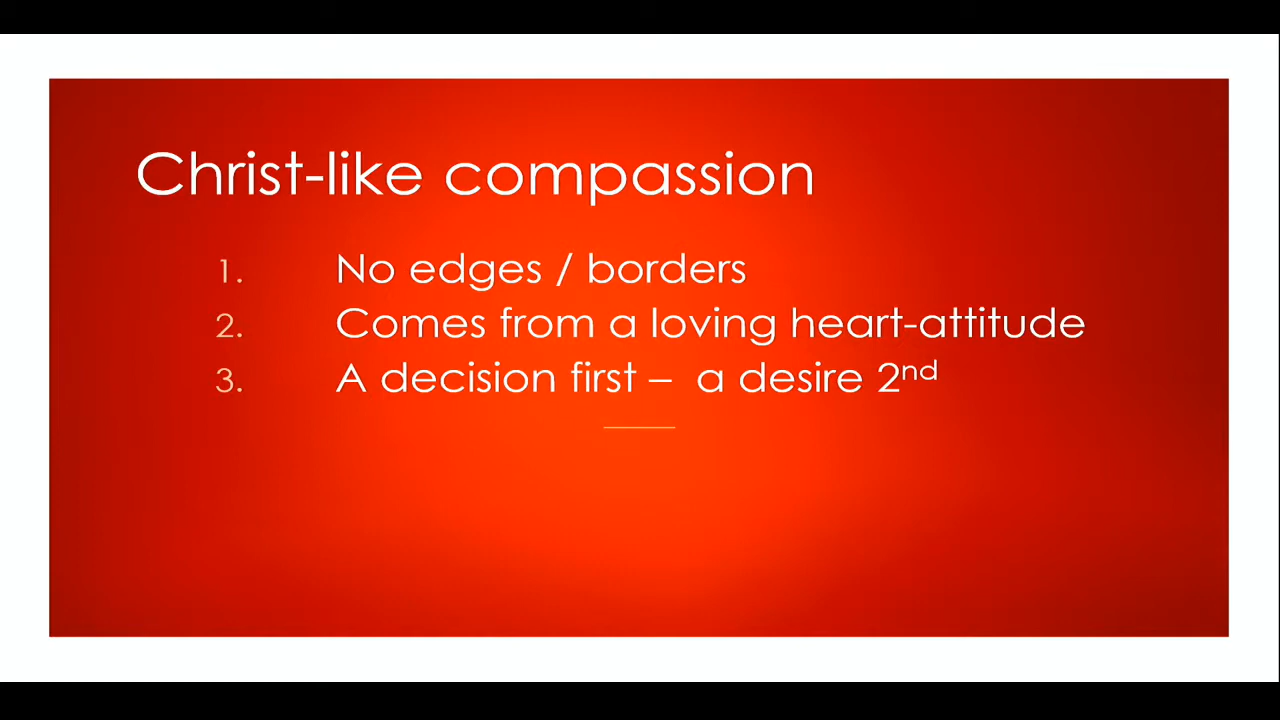 Christ-like compassion
1. No edges / borders
2. Comes from a loving heart-attitude
3. A decision first – a desire 2nd